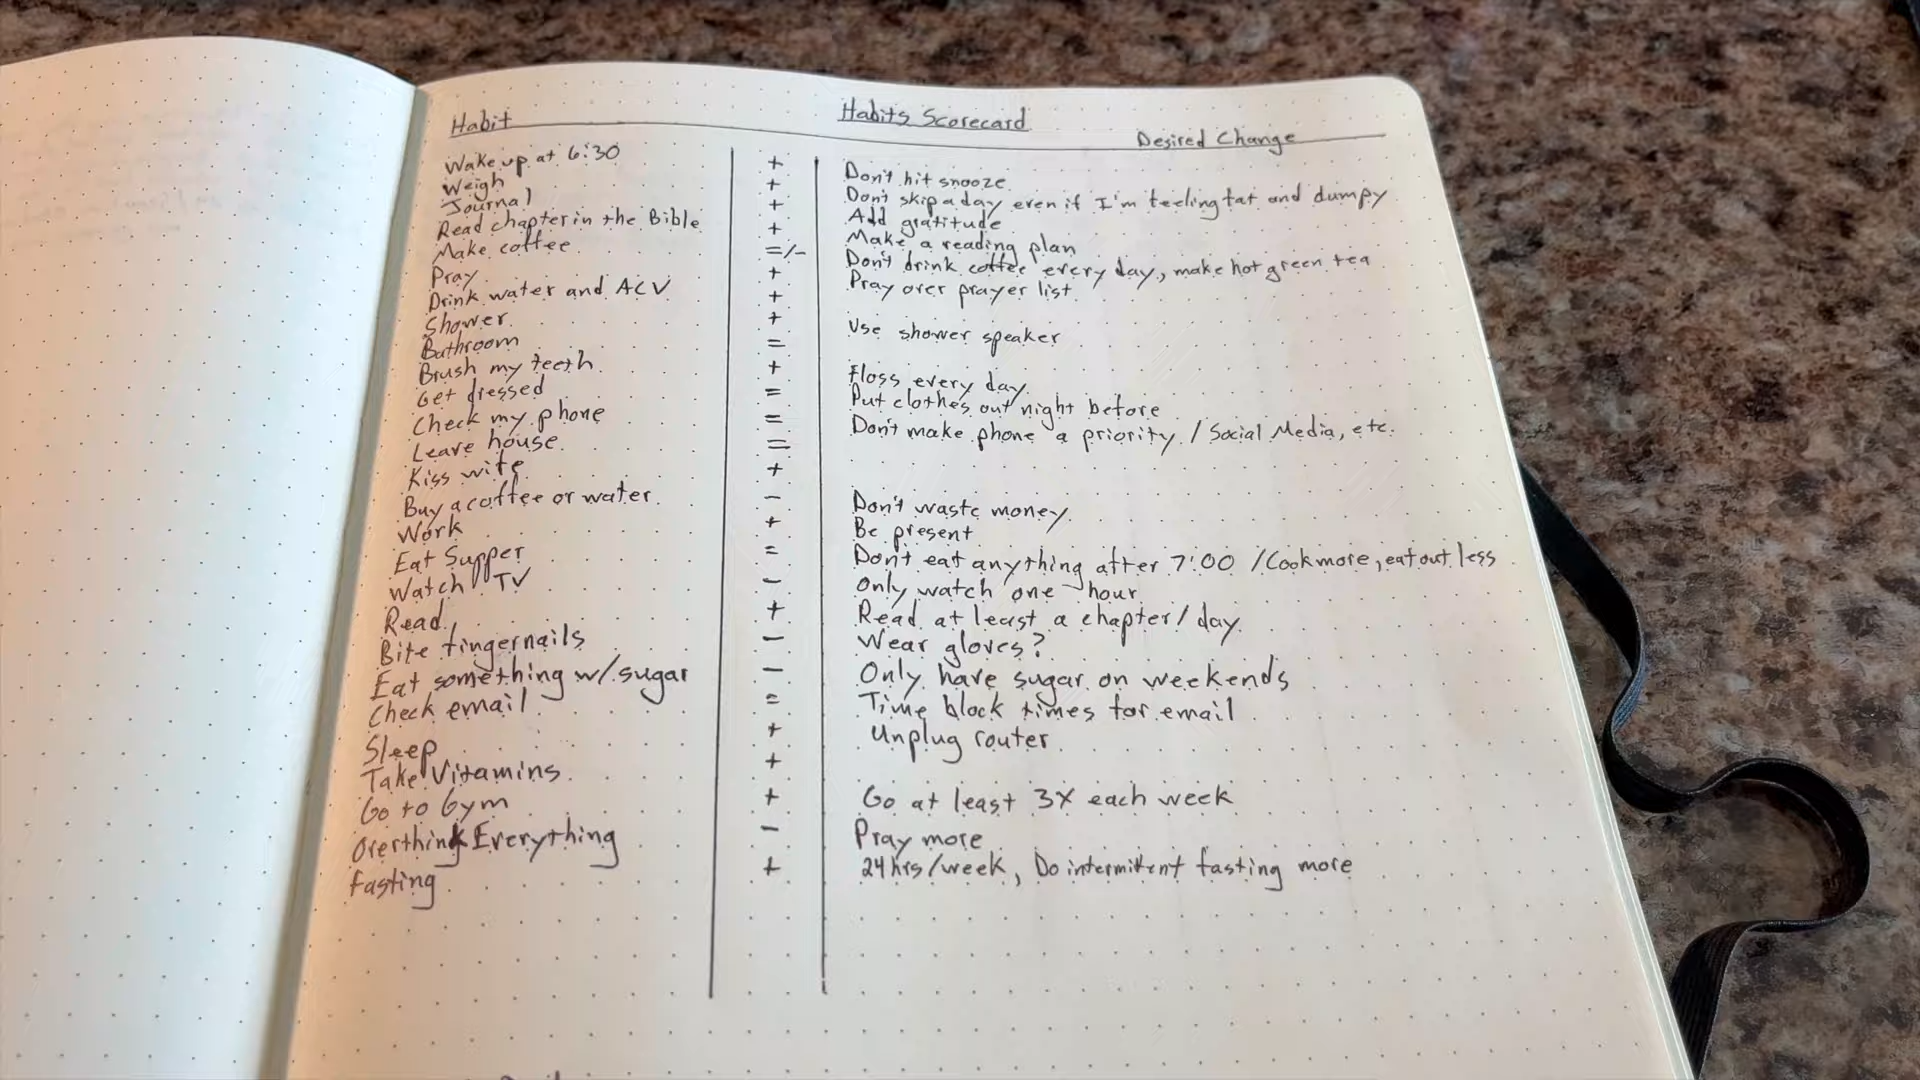 Habits Scorecard
Habit Desired Change
Wake up at 6:30 + Don't hit snooze
Weigh + Don't skip a day even if I'm feeling fat and dumpy
Journal + Add gratitude
Read chapter in the Bible + Make a reading plan
Make coffee =/- Don't drink coffee every day, make hot green tea
Pray + Pray over prayer list
Drink water and ACV +
Shower + Use shower speaker
Bathroom =
Brush my teeth + Floss every day
Get dressed = Put clothes out night before
Check my phone = Don't make phone a priority / Social Media, etc.
Leave house =
Kiss wife +
Buy a coffee or water - Don't waste money
Work + Be present
Eat Supper = Don't eat anything after 7:00 / Cook more, eat out less
Watch TV - Only watch one hour
Read + Read at least a chapter/day
Bite fingernails - Wear gloves?
Eat something w/ sugar - Only have sugar on weekends
Check email = Time block times for email
Sleep + Unplug router
Take Vitamins +
Go to Gym + Go at least 3X each week
Overthink Everything - Pray more
Fasting + 24 hrs/week, Do intermittent fasting more